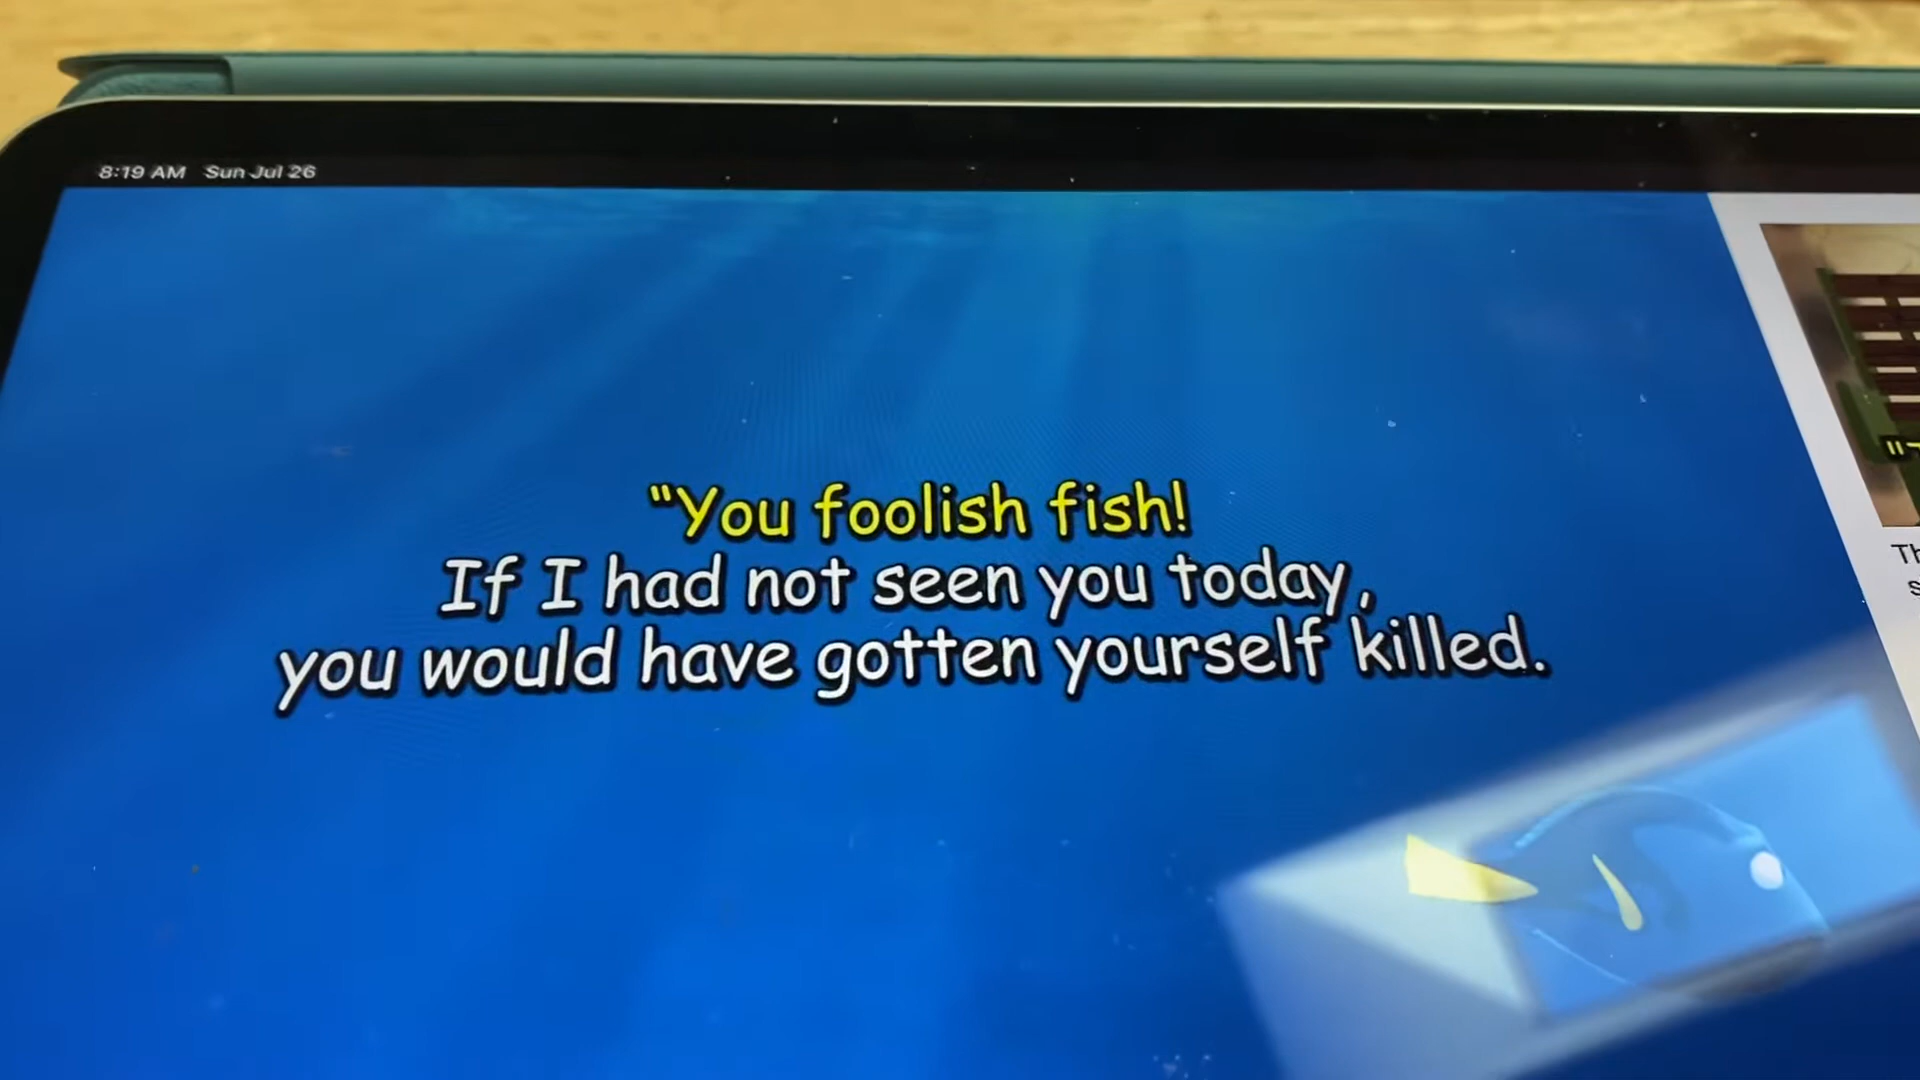 8:19 AM Sun Jul 26
“You foolish fish!
If I had not seen you today,
you would have gotten yourself killed.